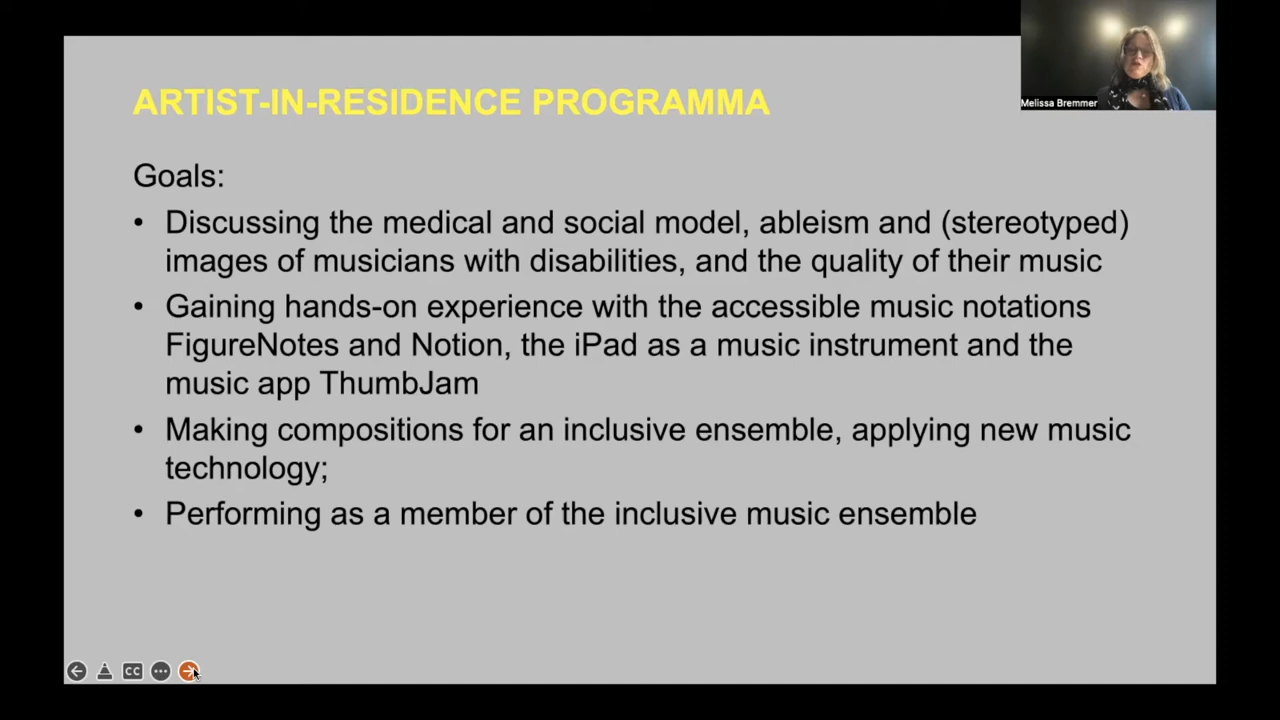 ARTIST-IN-RESIDENCE PROGRAMMA
Melissa Bremmer
Goals:
• Discussing the medical and social model, ableism and (stereotyped)
images of musicians with disabilities, and the quality of their music
• Gaining hands-on experience with the accessible music notations
FigureNotes and Notion, the iPad as a music instrument and the
music app ThumbJam
• Making compositions for an inclusive ensemble, applying new music
technology;
• Performing as a member of the inclusive music ensemble
CC